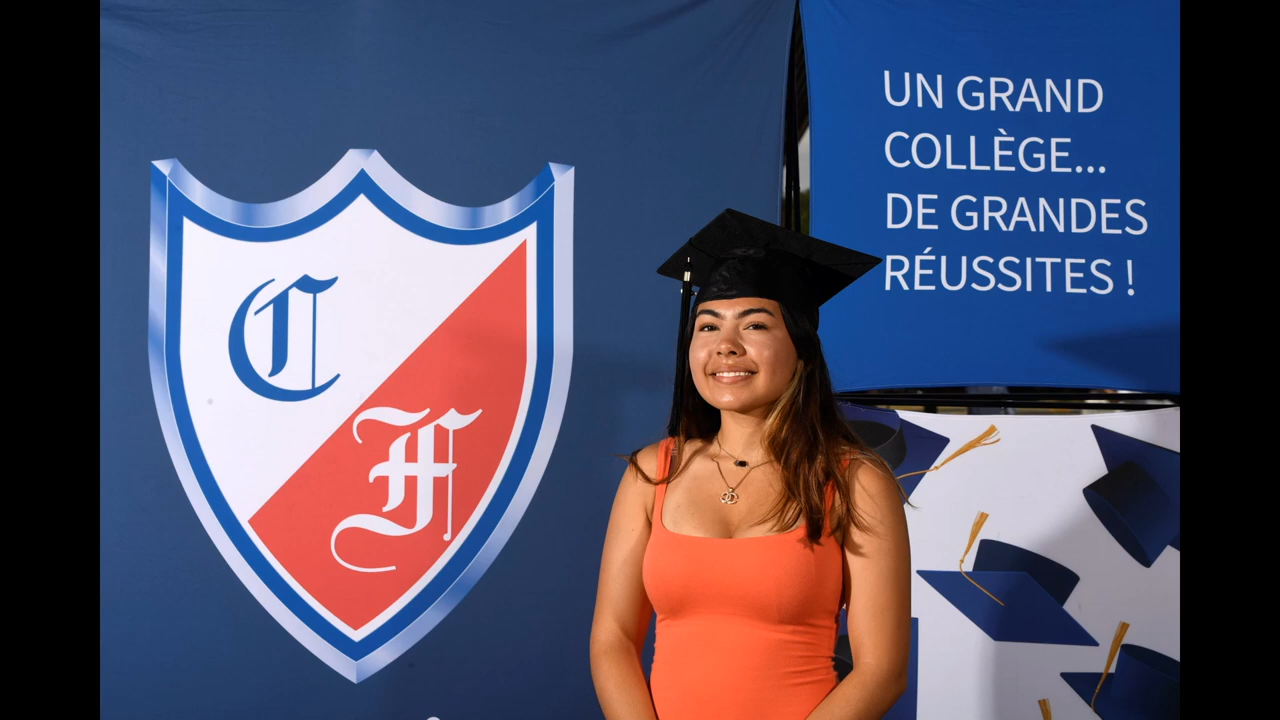 C
F
UN GRAND
COLLÈGE...
DE GRANDES
RÉUSSITES !